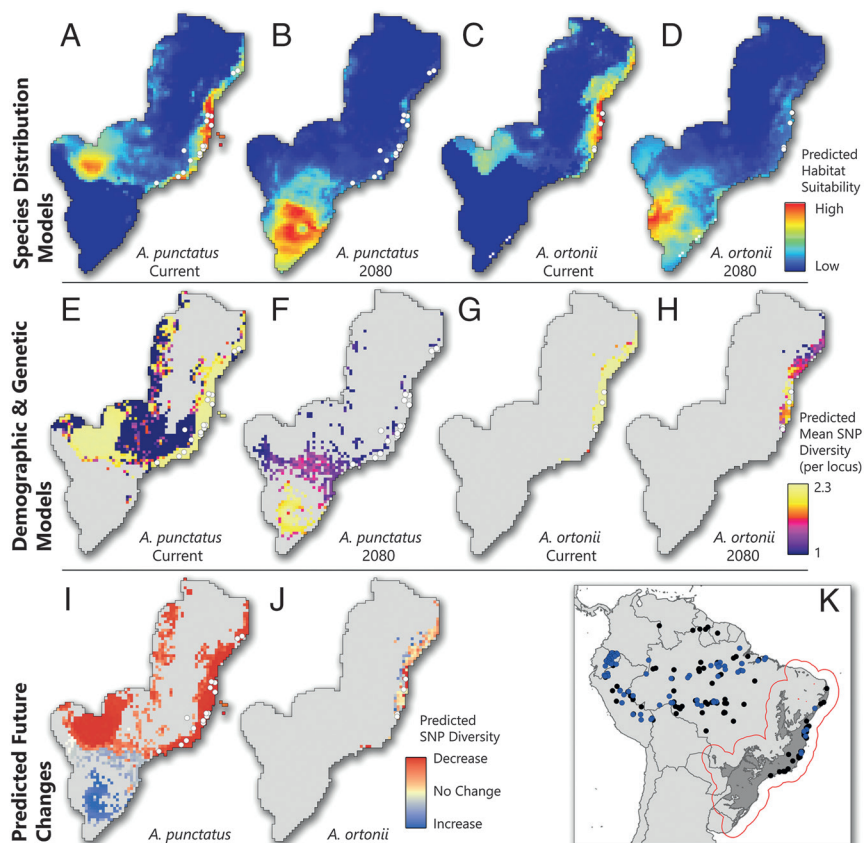 A
B
C
D
Species Distribution
Models
Predicted
Habitat
Suitability
High
Low
A. punctatus
Current
A. punctatus
2080
A. ortonii
Current
A. ortonii
2080
E
F
G
H
Demographic & Genetic
Models
Predicted
Mean SNP
Diversity
(per locus)
2.3
1
A. punctatus
Current
A. punctatus
2080
A. ortonii
Current
A. ortonii
2080
I
J
K
Predicted Future
Changes
Predicted
SNP Diversity
Decrease
No Change
Increase
A. punctatus
A. ortonii